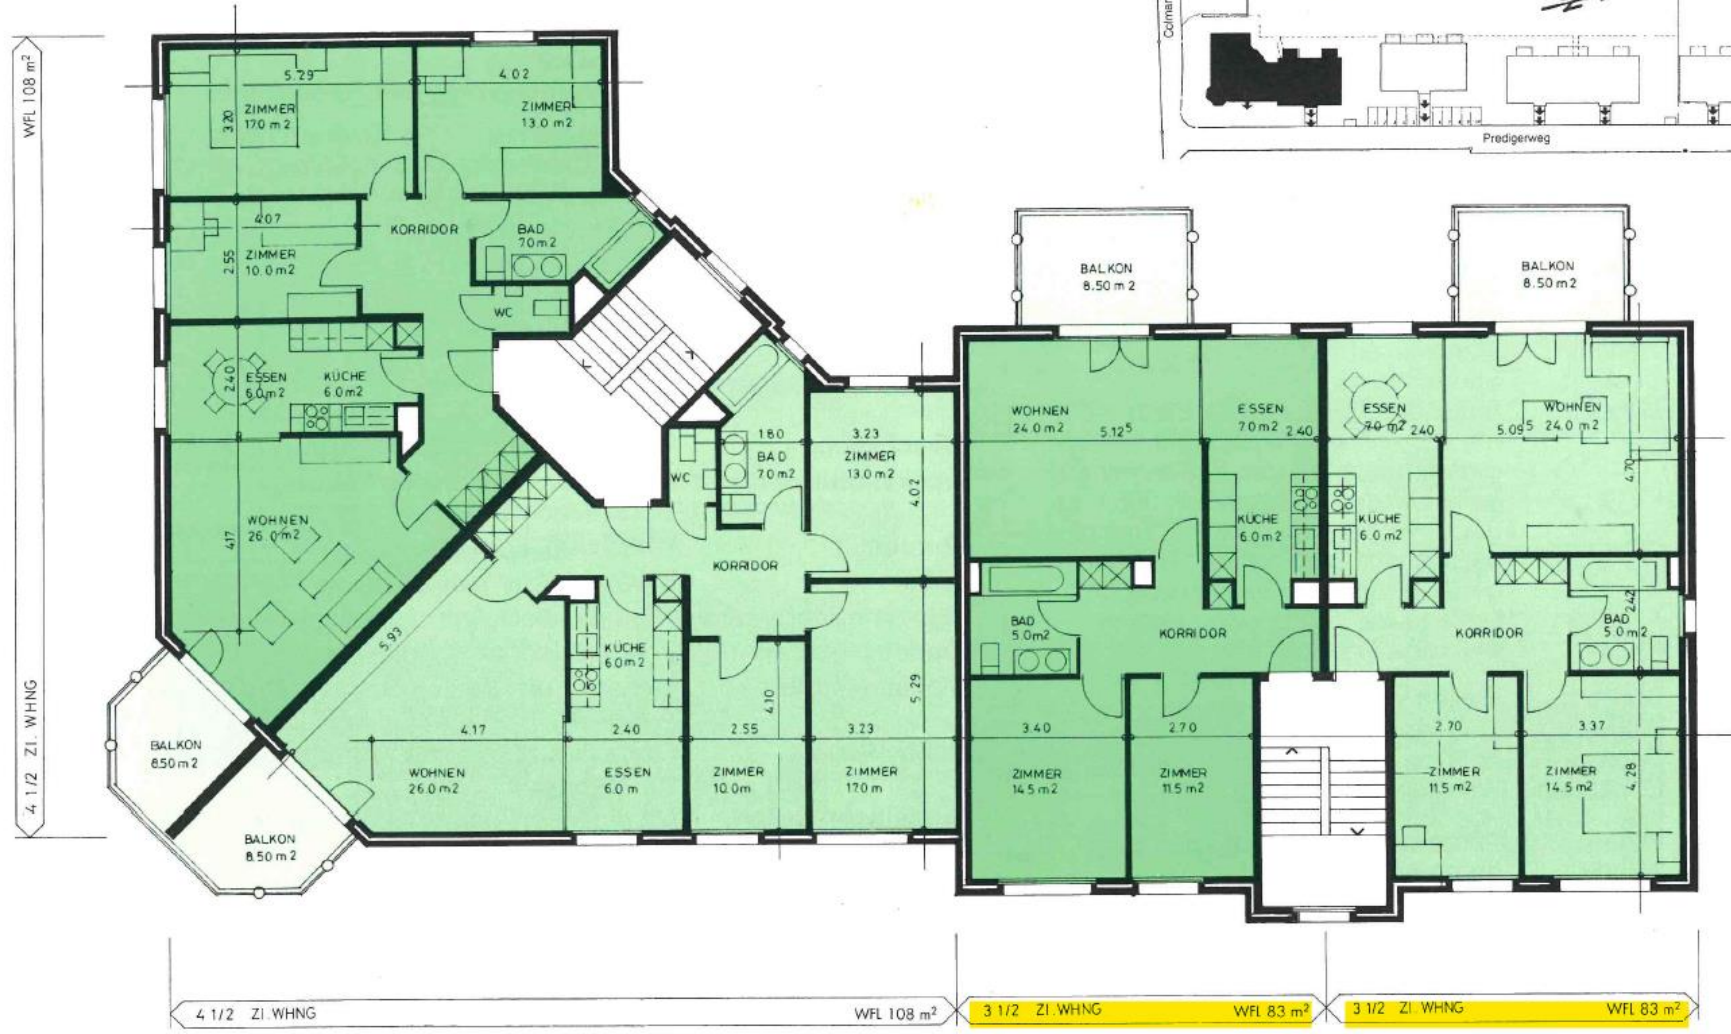 WFL 108 m²
4 1/2 ZI. WHNG
5.29
ZIMMER
17.0 m2
3.20
4.02
ZIMMER
13.0 m2
4.07
ZIMMER
10.0 m2
2.55
KORRIDOR
BAD
7.0 m2
WC
ESSEN
6.0 m2
KÜCHE
6.0 m2
2.40
WOHNEN
26.0 m2
4.17
BALKON
8.50 m2
BALKON
8.50 m2
5.93
4.17
WOHNEN
26.0 m2
KÜCHE
6.0 m2
2.40
ESSEN
6.0 m
WC
1.80
BAD
7.0 m2
KORRIDOR
3.23
ZIMMER
13.0 m2
4.02
4.10
2.55
ZIMMER
10.0 m
5.29
3.23
ZIMMER
17.0 m
BALKON
8.50 m2
WOHNEN
24.0 m2
5.12⁵
ESSEN
7.0 m2
2.40
KÜCHE
6.0 m2
BAD
5.0 m2
KORRIDOR
3.40
ZIMMER
14.5 m2
2.70
ZIMMER
11.5 m2
BALKON
8.50 m2
ESSEN
7.0 m2
2.40
WOHNEN
24.0 m2
5.09⁵
4.70
KÜCHE
6.0 m2
KORRIDOR
2.42
BAD
5.0 m2
2.70
ZIMMER
11.5 m2
3.37
ZIMMER
14.5 m2
4.28
Colmar
Predigerweg
4 1/2 ZI. WHNG WFL 108 m²
3 1/2 ZI. WHNG WFL 83 m²
3 1/2 ZI. WHNG WFL 83 m²